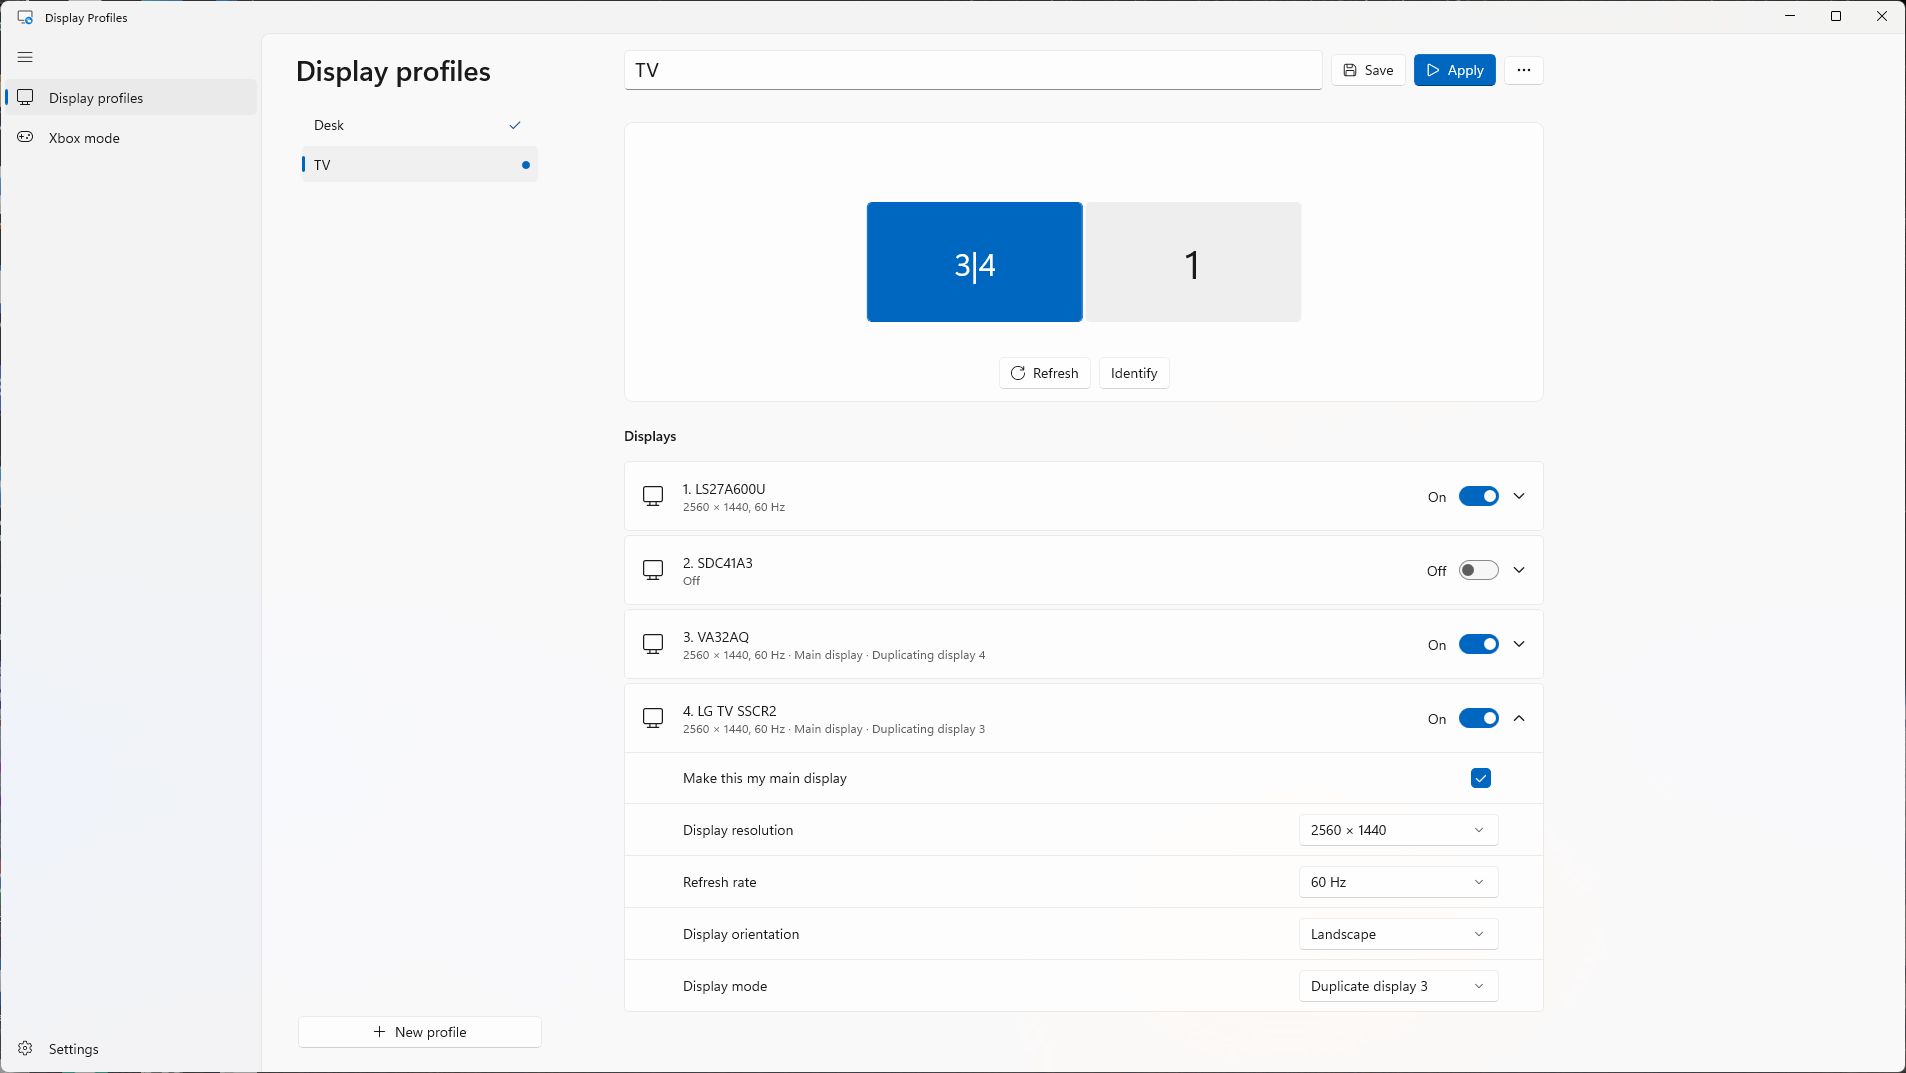 Display Profiles
Display profiles
Xbox mode
Settings
Display profiles
Desk
TV
New profile
TV
Save
Apply
3|4
1
Refresh
Identify
Displays
1. LS27A600U
2560 × 1440, 60 Hz
On
2. SDC41A3
Off
Off
3. VA32AQ
2560 × 1440, 60 Hz · Main display · Duplicating display 4
On
4. LG TV SSCR2
2560 × 1440, 60 Hz · Main display · Duplicating display 3
On
Make this my main display
Display resolution
2560 × 1440
Refresh rate
60 Hz
Display orientation
Landscape
Display mode
Duplicate display 3